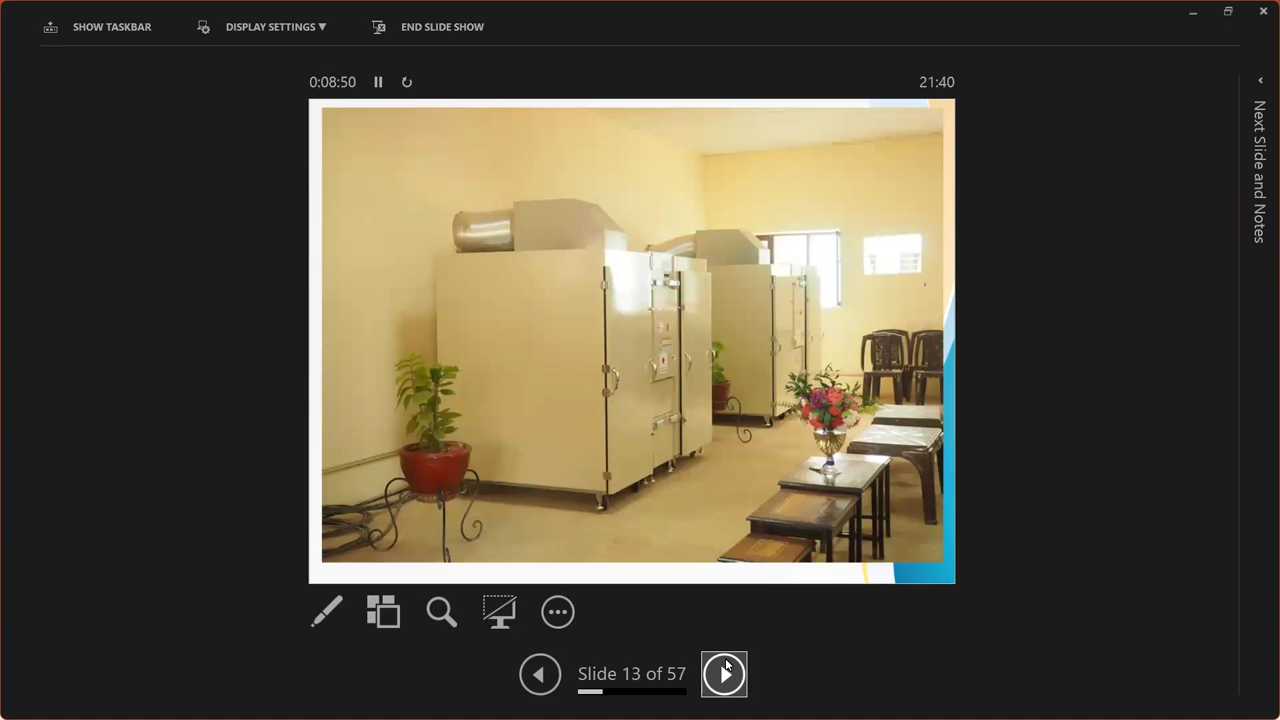 SHOW TASKBAR
DISPLAY SETTINGS ▼
END SLIDE SHOW
0:08:50
21:40
Next Slide and Notes
Slide 13 of 57